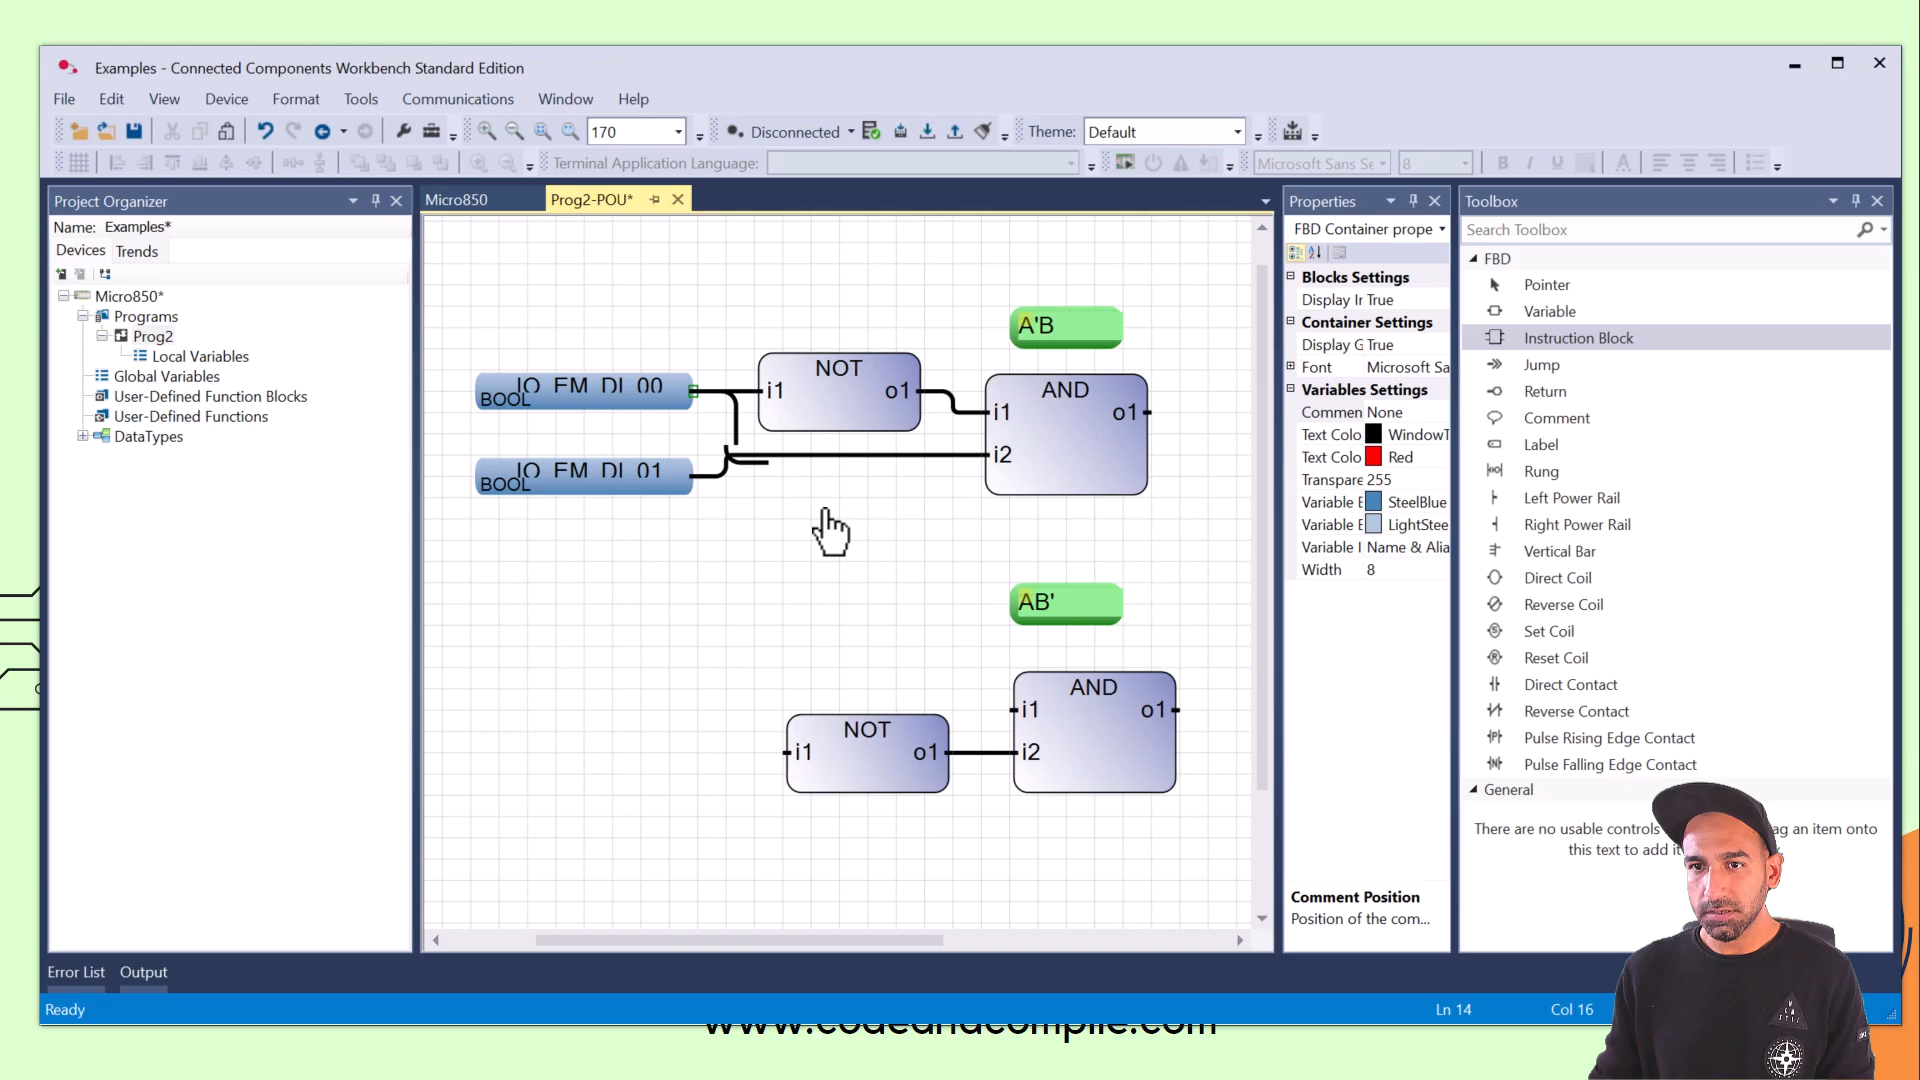 Examples - Connected Components Workbench Standard Edition
File Edit View Device Format Tools Communications Window Help
170 Disconnected Theme: Default
Terminal Application Language: 8 B I U A
Project Organizer
Name: Examples*
Devices Trends
Micro850*
Programs
Prog2
Local Variables
Global Variables
User-Defined Function Blocks
User-Defined Functions
DataTypes
Micro850 Prog2-POU*
A'B
NOT
i1 o1
AND
i1 o1
i2
BOOL
BOOL
AB'
AND
i1 o1
i2
NOT
i1 o1
Properties
FBD Container prope
Blocks Settings
Display Ir True
Container Settings
Display G True
Font Microsoft Sa
Variables Settings
Commen None
Text Colo WindowT
Text Colo Red
Transpare 255
Variable E SteelBlue
Variable E LightStee
Variable I Name & Alia
Width 8
Comment Position
Position of the com...
Toolbox
Search Toolbox
FBD
Pointer
Variable
Instruction Block
Jump
Return
Comment
Label
Rung
Left Power Rail
Right Power Rail
Vertical Bar
Direct Coil
Reverse Coil
Set Coil
Reset Coil
Direct Contact
Reverse Contact
Pulse Rising Edge Contact
Pulse Falling Edge Contact
General
There are no usable controls ag an item onto
this text to add it
Error List Output
Ready Ln 14 Col 16
www.codeandcompile.com